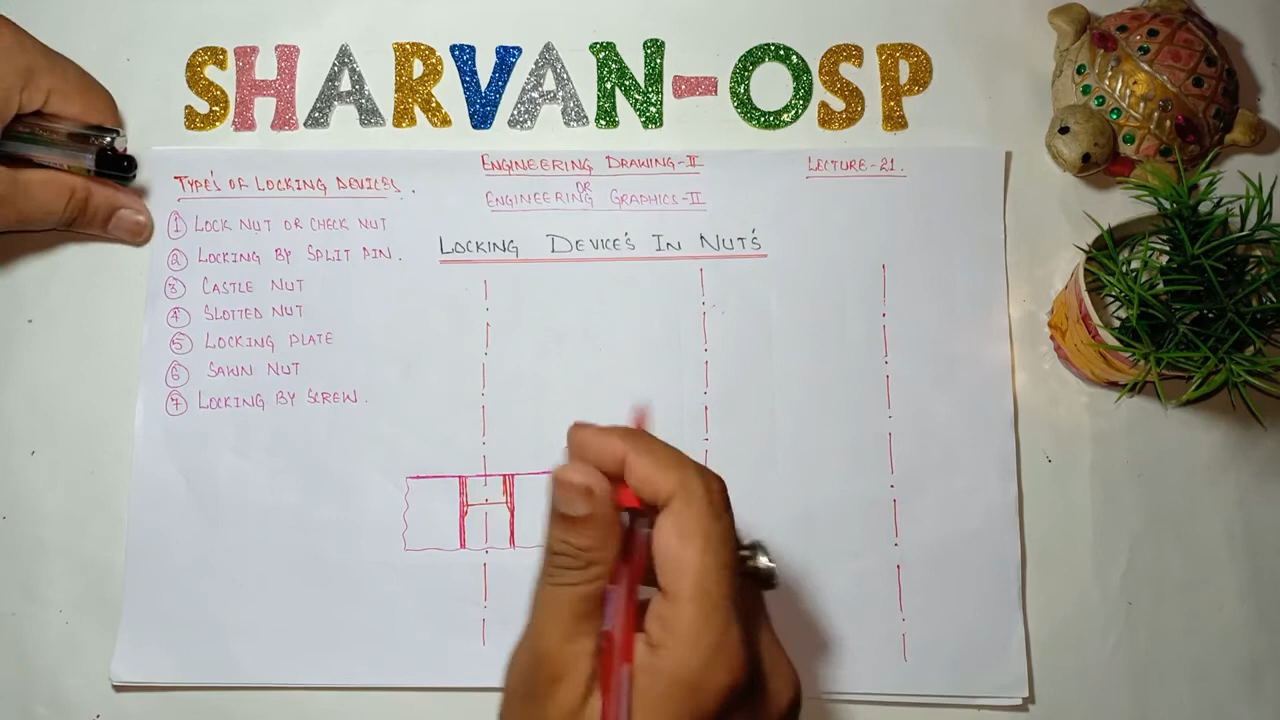 SHARVAN-OSP
ENGINEERING DRAWING-II
OR
ENGINEERING GRAPHICS-II
LECTURE-21.
LOCKING DEVICE'S IN NUT'S
TYPE'S OF LOCKING DEVICES.
① LOCK NUT OR CHECK NUT
② LOCKING BY SPLIT PIN.
③ CASTLE NUT
④ SLOTTED NUT
⑤ LOCKING PLATE
⑥ SAWN NUT
⑦ LOCKING BY SCREW.